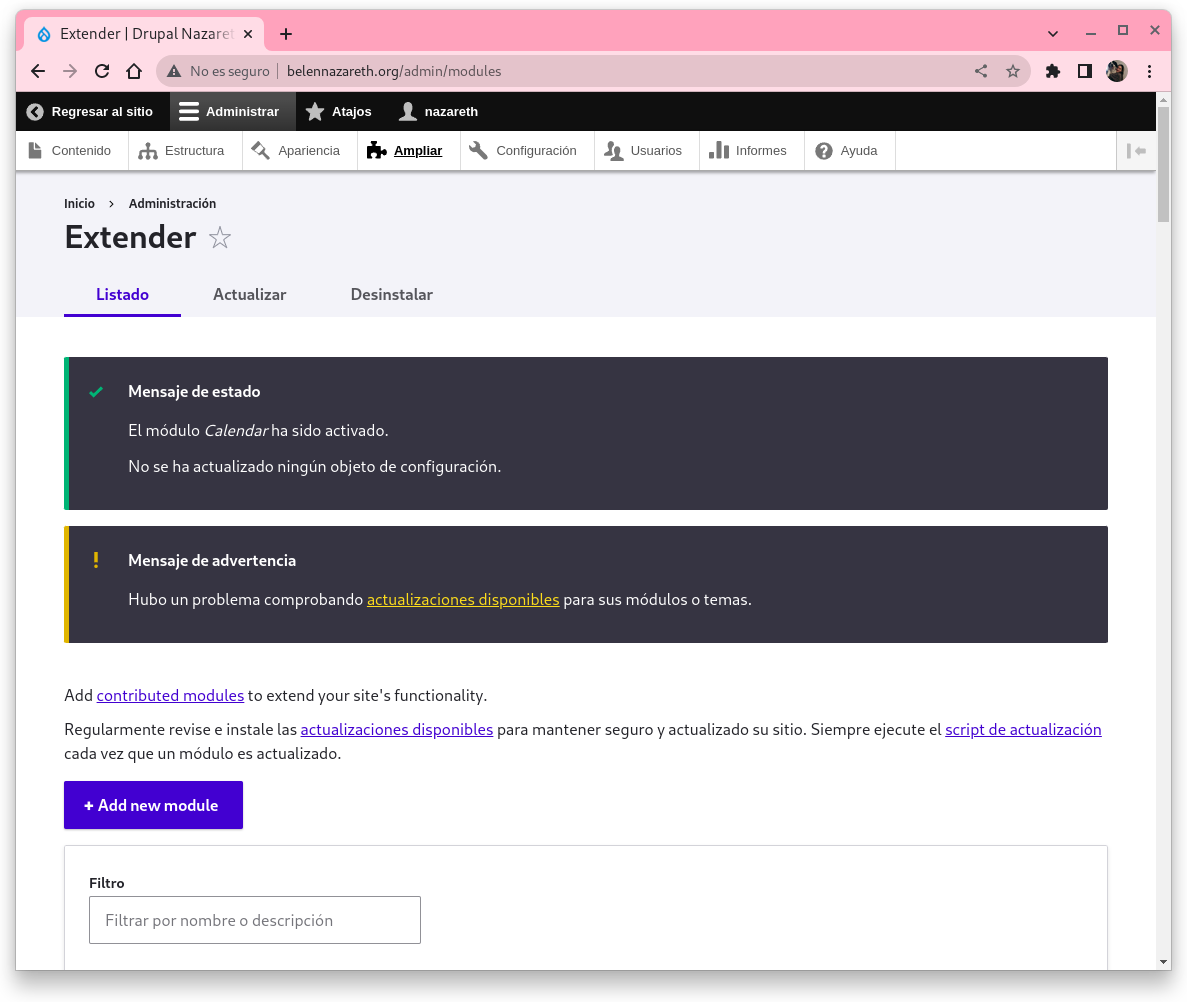 Extender | Drupal Nazaret
No es seguro | belennazareth.org/admin/modules
Regresar al sitio Administrar Atajos nazareth
Contenido Estructura Apariencia Ampliar Configuración Usuarios Informes Ayuda
Inicio > Administración
Extender
Listado Actualizar Desinstalar
Mensaje de estado
El módulo Calendar ha sido activado.
No se ha actualizado ningún objeto de configuración.
Mensaje de advertencia
Hubo un problema comprobando actualizaciones disponibles para sus módulos o temas.
Add contributed modules to extend your site's functionality.
Regularmente revise e instale las actualizaciones disponibles para mantener seguro y actualizado su sitio. Siempre ejecute el script de actualización
cada vez que un módulo es actualizado.
+ Add new module
Filtro
Filtrar por nombre o descripción